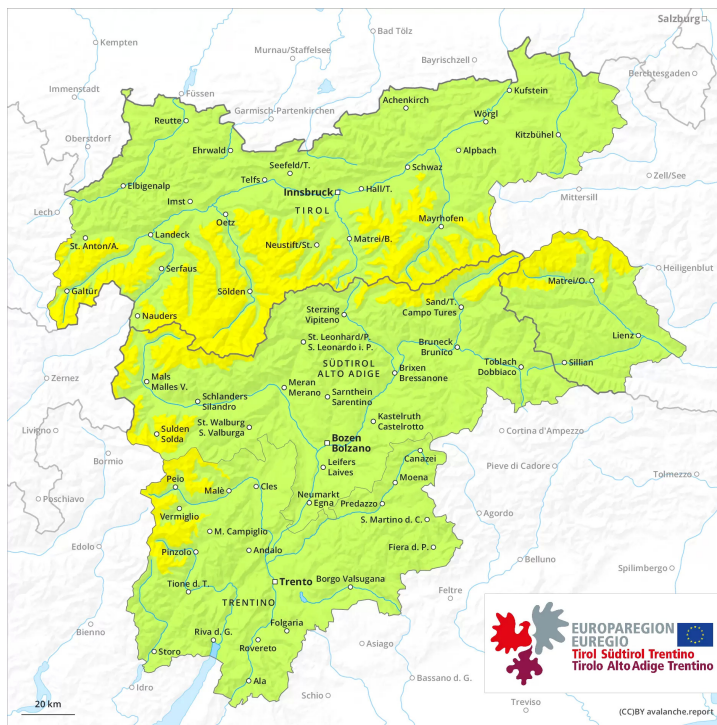 Salzburg
Kempten
Bad Tölz
Murnau/Staffelsee
Bayrischzell
Berchtesgaden
Immenstadt
Füssen
Garmisch-Partenkirchen
Achenkirch
Kufstein
Reutte
Wörgl
Oberstdorf
Ehrwald
Kitzbühel
Alpbach
Seefeld/T.
Schwaz
Zell/See
Telfs
Elbigenalp
Innsbruck
Hall/T.
Mittersill
Imst
TIROL
Lech
Oetz
Mayrhofen
Landeck
St. Anton/A.
Neustift/St.
Matrei/B.
Heiligenblut
Serfaus
Matrei/O.
Galtür
Sölden
Nauders
Sand/T.
Campo Tures
Sterzing
Vipiteno
Lienz
St. Leonhard/P.
S. Leonardo i. P.
Bruneck
Brunico
Toblach
Dobbiaco
Sillian
SÜDTIROL
ALTO ADIGE
Brixen
Bressanone
Zernez
Mals
Malles V.
Meran
Merano
Schlanders
Silandro
Sarnthein
Sarentino
Livigno
St. Walburg
S. Valburga
Kastelruth
Castelrotto
Sulden
Solda
Cortina d'Ampezzo
Bozen
Bolzano
Bormio
Canazei
Pieve di Cadore
Leifers
Laives
Tolmezzo
Poschiavo
Peio
Malè
Cles
Moena
Neumarkt
Egna
Predazzo
Vermiglio
Agordo
S. Martino d. C.
M. Campiglio
Edolo
Pinzolo
Andalo
Fiera d. P.
Belluno
Spilimbergo
Tione d. T.
Trento
Borgo Valsugana
Feltre
TRENTINO
Folgaria
Bienno
Riva d. G.
Rovereto
Asiago
Storo
Bassano d. G.
Ala
Idro
Schio
Treviso
EUROPAREGION
EUREGIO
Tirol Südtirol Trentino
Tirolo Alto Adige Trentino
20 km
(CC)BY avalanche.report